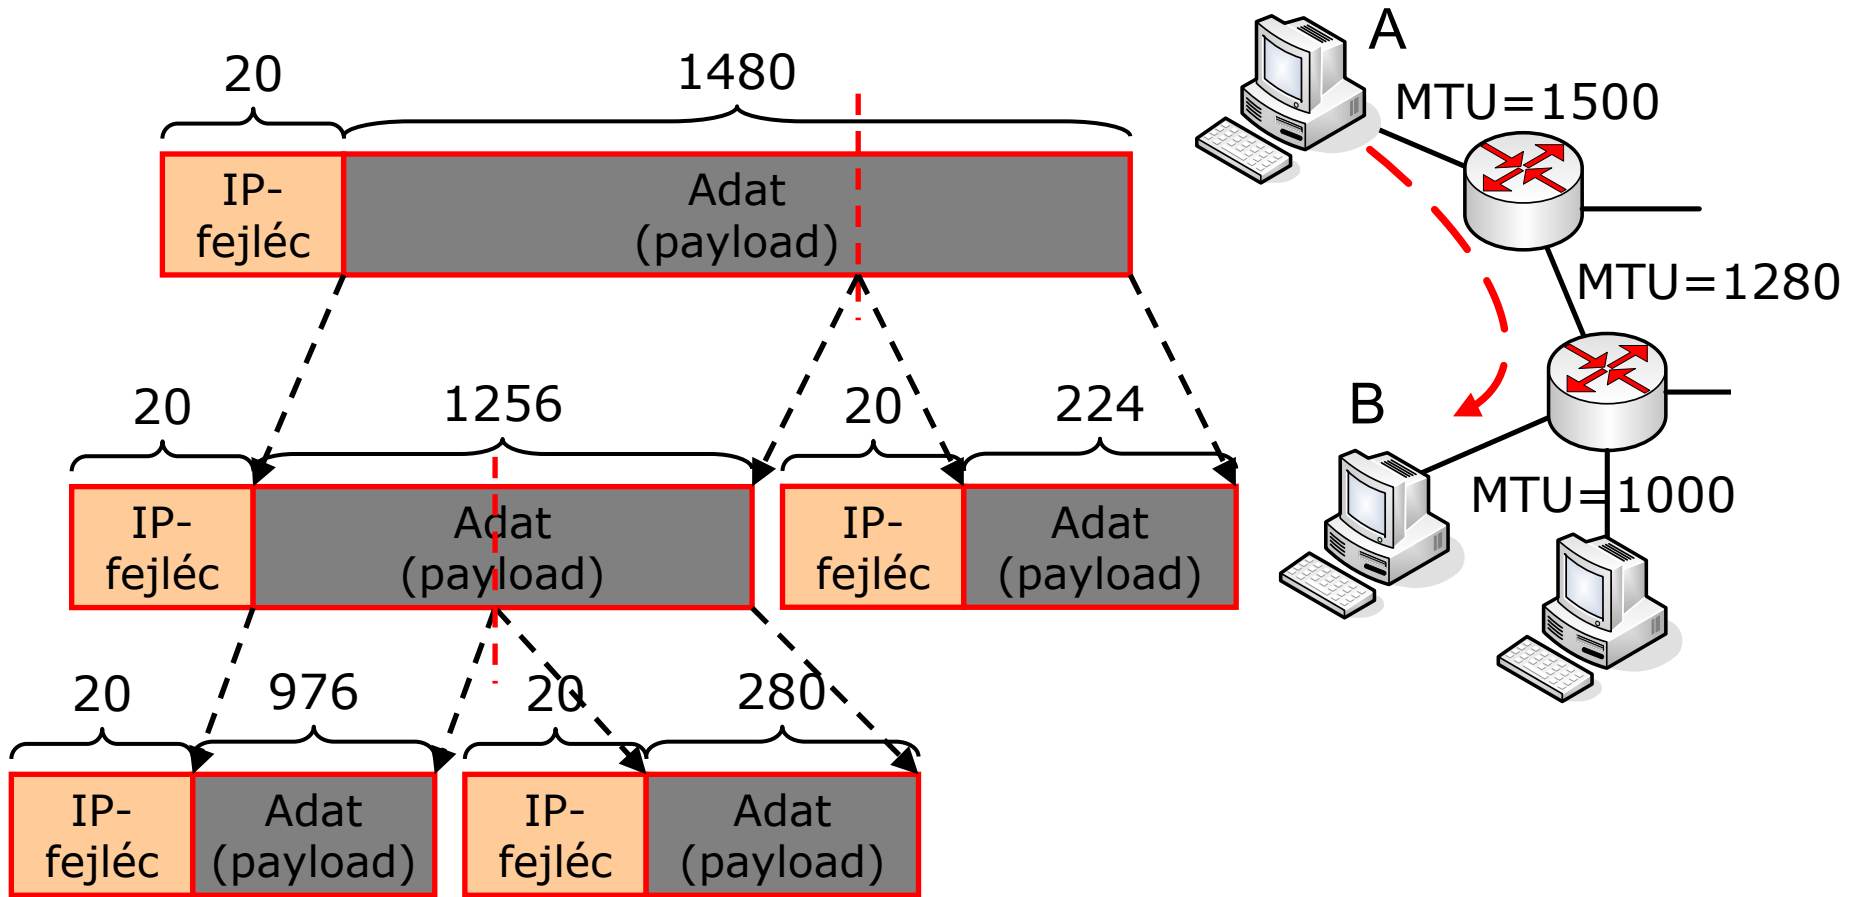 20
1480
IP-
fejléc
Adat
(payload)
20
1256
20
224
IP-
fejléc
Adat
(payload)
IP-
fejléc
Adat
(payload)
20
976
20
280
IP-
fejléc
Adat
(payload)
IP-
fejléc
Adat
(payload)
A
MTU=1500
MTU=1280
B
MTU=1000